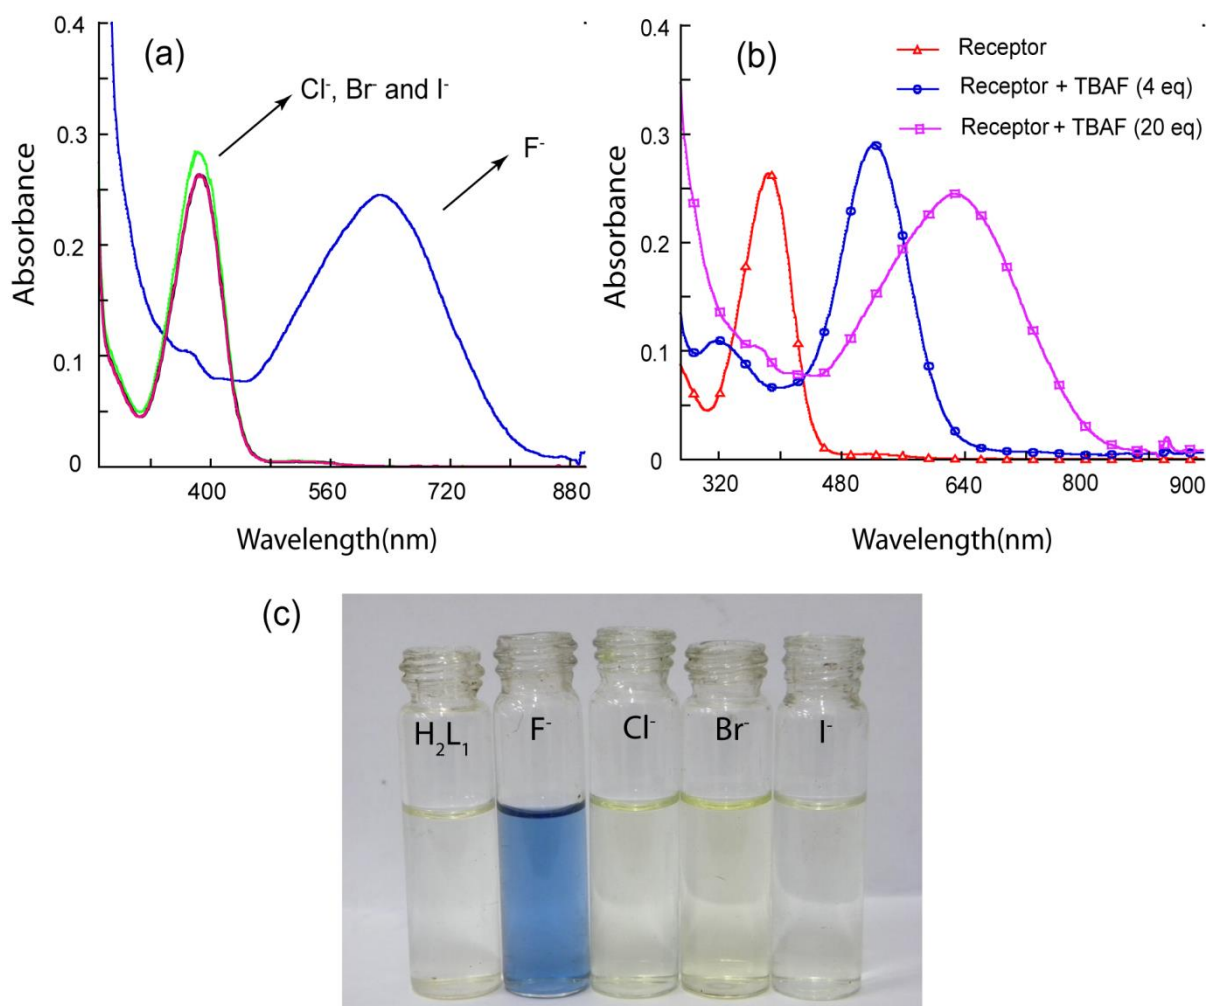 (a)
Cl⁻, Br⁻ and I⁻
F⁻
0.4
0.3
0.2
0.1
0
Absorbance
400
560
720
880
Wavelength(nm)
(b)
Receptor
Receptor + TBAF (4 eq)
Receptor + TBAF (20 eq)
0.4
0.3
0.2
0.1
0
Absorbance
320
480
640
800
900
Wavelength(nm)
(c)
H₂L₁
F⁻
Cl⁻
Br⁻
I⁻